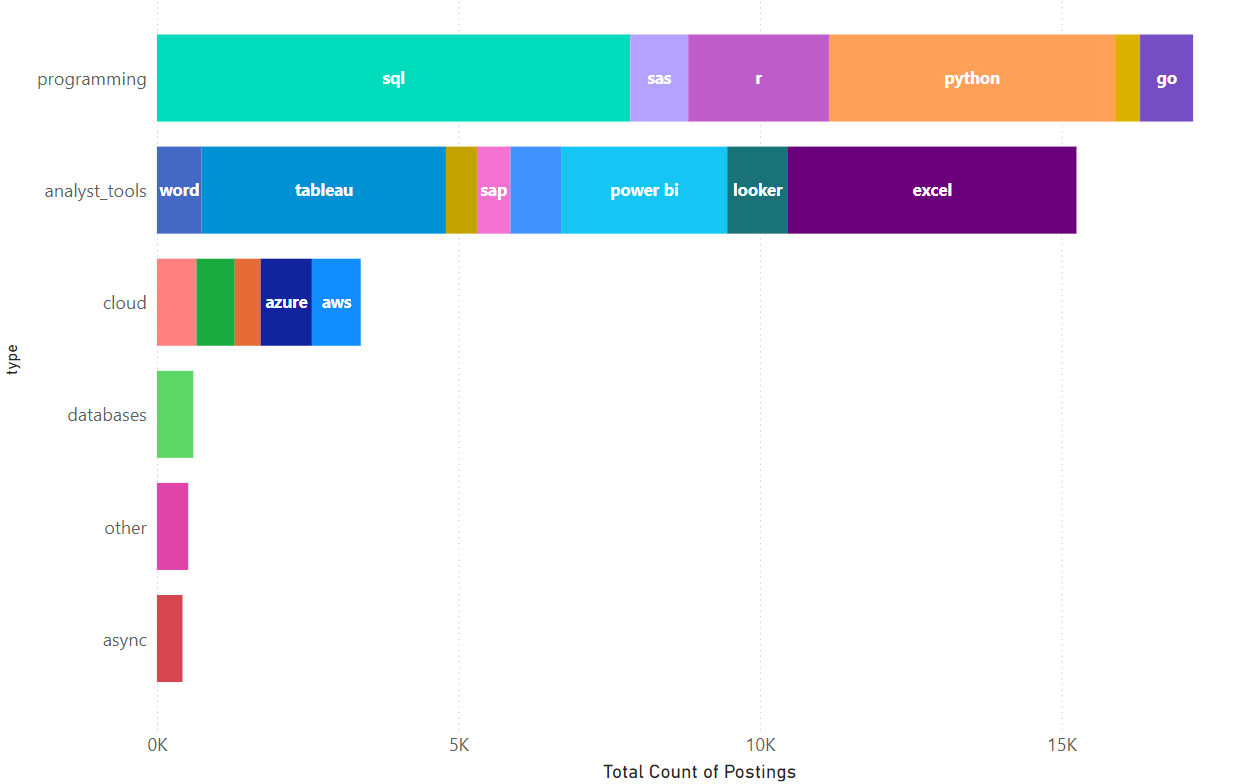 programming
sql sas r python go
analyst_tools
word tableau sap power bi looker excel
cloud
azure aws
databases
other
async
type
0K 5K 10K 15K
Total Count of Postings